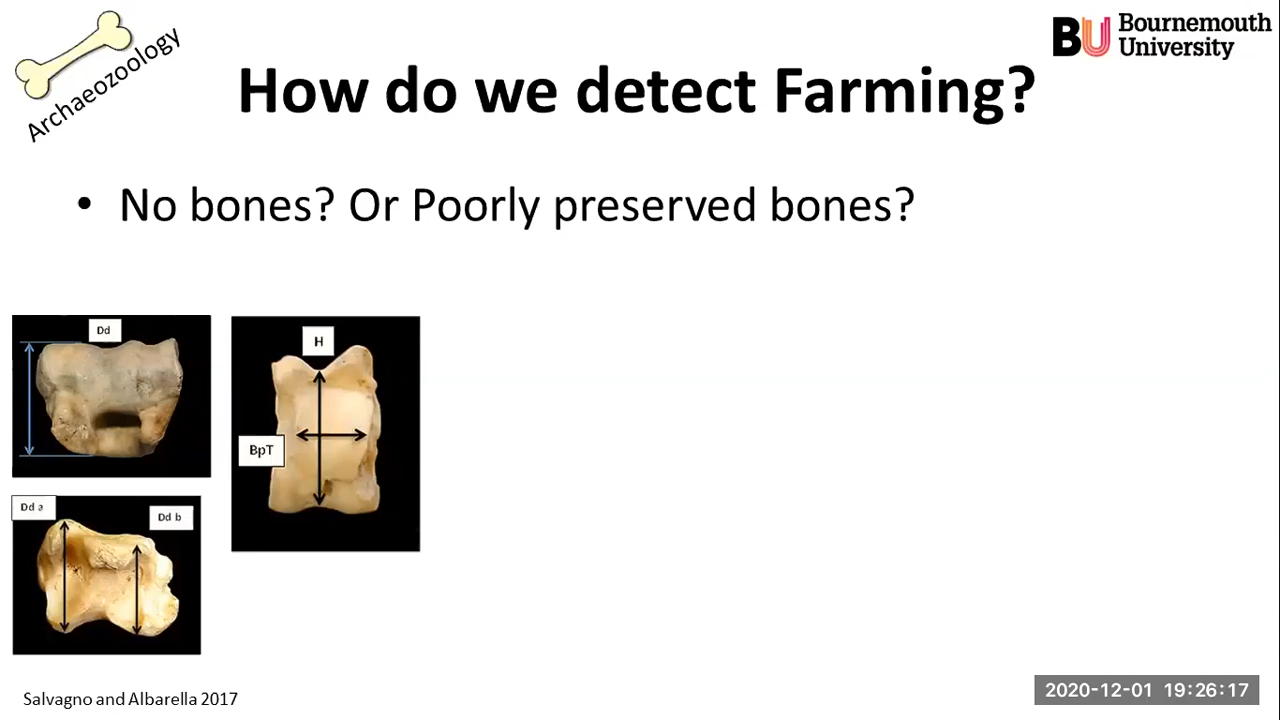 Archaeozoology
BU Bournemouth
University
How do we detect Farming?
• No bones? Or Poorly preserved bones?
Dd
H
BpT
Dd a
Dd b
Salvagno and Albarella 2017
2020-12-01 19:26:17